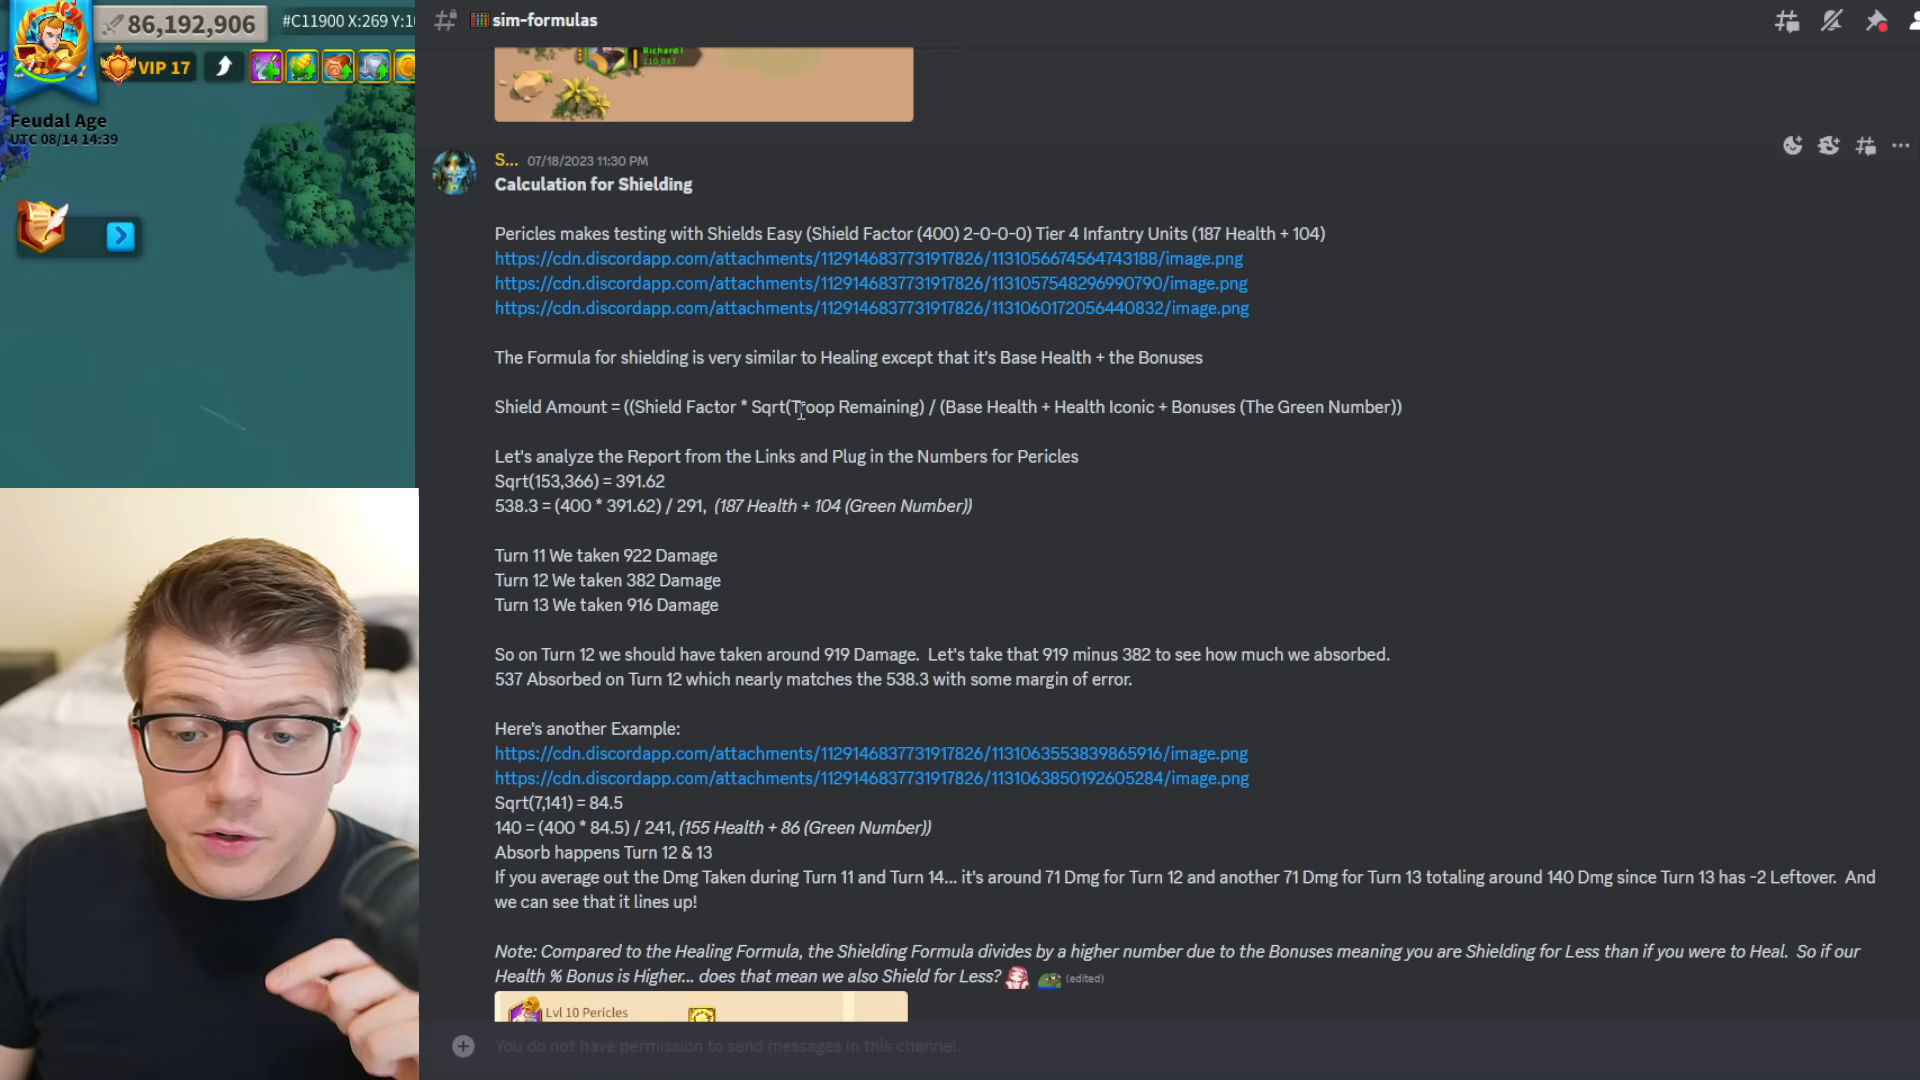 86,192,906
#C11900 X:269 Y:1
VIP 17
Feudal Age
UTC 08/14 14:39
sim-formulas
Richard I
110,087
S... 07/18/2023 11:30 PM
Calculation for Shielding
Pericles makes testing with Shields Easy (Shield Factor (400) 2-0-0-0) Tier 4 Infantry Units (187 Health + 104)
https://cdn.discordapp.com/attachments/1129146837731917826/1131056674564743188/image.png
https://cdn.discordapp.com/attachments/1129146837731917826/1131057548296990790/image.png
https://cdn.discordapp.com/attachments/1129146837731917826/1131060172056440832/image.png
The Formula for shielding is very similar to Healing except that it's Base Health + the Bonuses
Shield Amount = ((Shield Factor * Sqrt(Troop Remaining) / (Base Health + Health Iconic + Bonuses (The Green Number))
Let's analyze the Report from the Links and Plug in the Numbers for Pericles
Sqrt(153,366) = 391.62
538.3 = (400 * 391.62) / 291, (187 Health + 104 (Green Number))
Turn 11 We taken 922 Damage
Turn 12 We taken 382 Damage
Turn 13 We taken 916 Damage
So on Turn 12 we should have taken around 919 Damage. Let's take that 919 minus 382 to see how much we absorbed.
537 Absorbed on Turn 12 which nearly matches the 538.3 with some margin of error.
Here's another Example:
https://cdn.discordapp.com/attachments/1129146837731917826/1131063553839865916/image.png
https://cdn.discordapp.com/attachments/1129146837731917826/1131063850192605284/image.png
Sqrt(7,141) = 84.5
140 = (400 * 84.5) / 241, (155 Health + 86 (Green Number))
Absorb happens Turn 12 & 13
If you average out the Dmg Taken during Turn 11 and Turn 14... it's around 71 Dmg for Turn 12 and another 71 Dmg for Turn 13 totaling around 140 Dmg since Turn 13 has -2 Leftover. And
we can see that it lines up!
Note: Compared to the Healing Formula, the Shielding Formula divides by a higher number due to the Bonuses meaning you are Shielding for Less than if you were to Heal. So if our
Health % Bonus is Higher... does that mean we also Shield for Less? (edited)
Lvl 10 Pericles
You do not have permission to send messages in this channel.